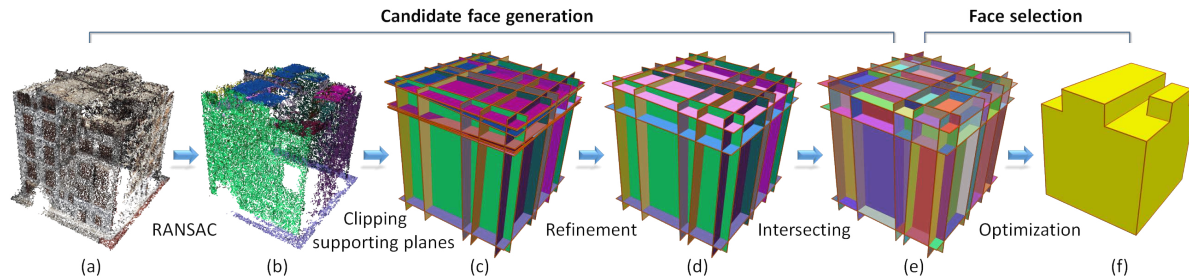 Candidate face generation
Face selection
RANSAC
Clipping
supporting planes
Refinement
Intersecting
Optimization
(a)
(b)
(c)
(d)
(e)
(f)